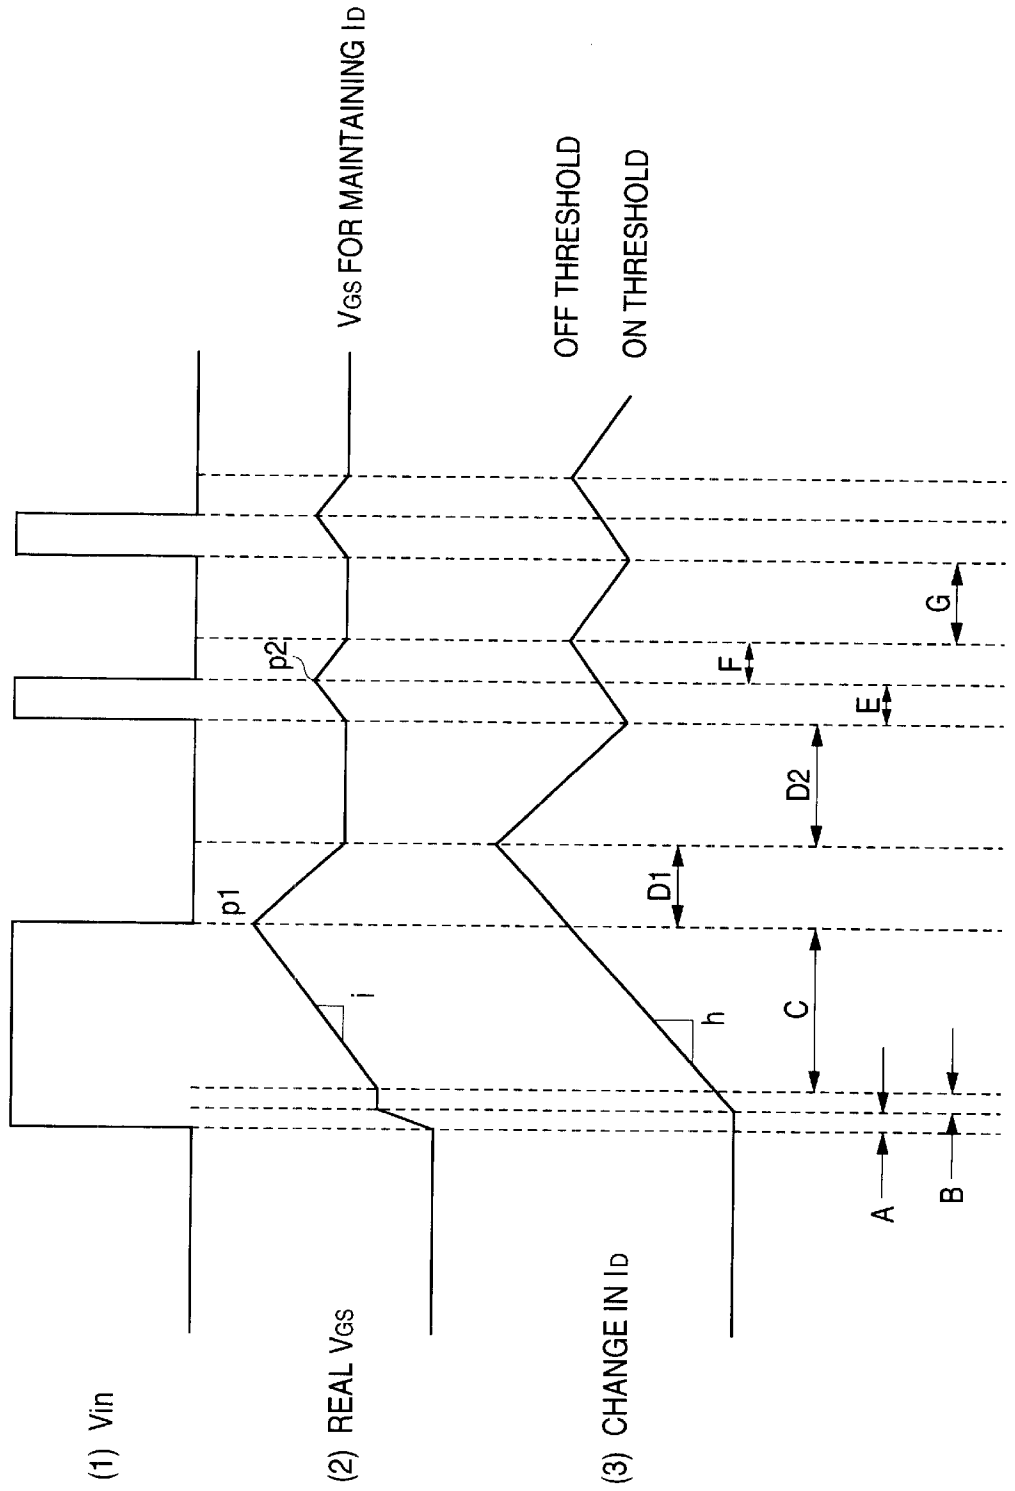 (1) Vin
(2) REAL VGS
(3) CHANGE IN ID
VGS FOR MAINTAINING ID
OFF THRESHOLD
ON THRESHOLD
p1
p2
i
h
A
B
C
D1
D2
E
F
G